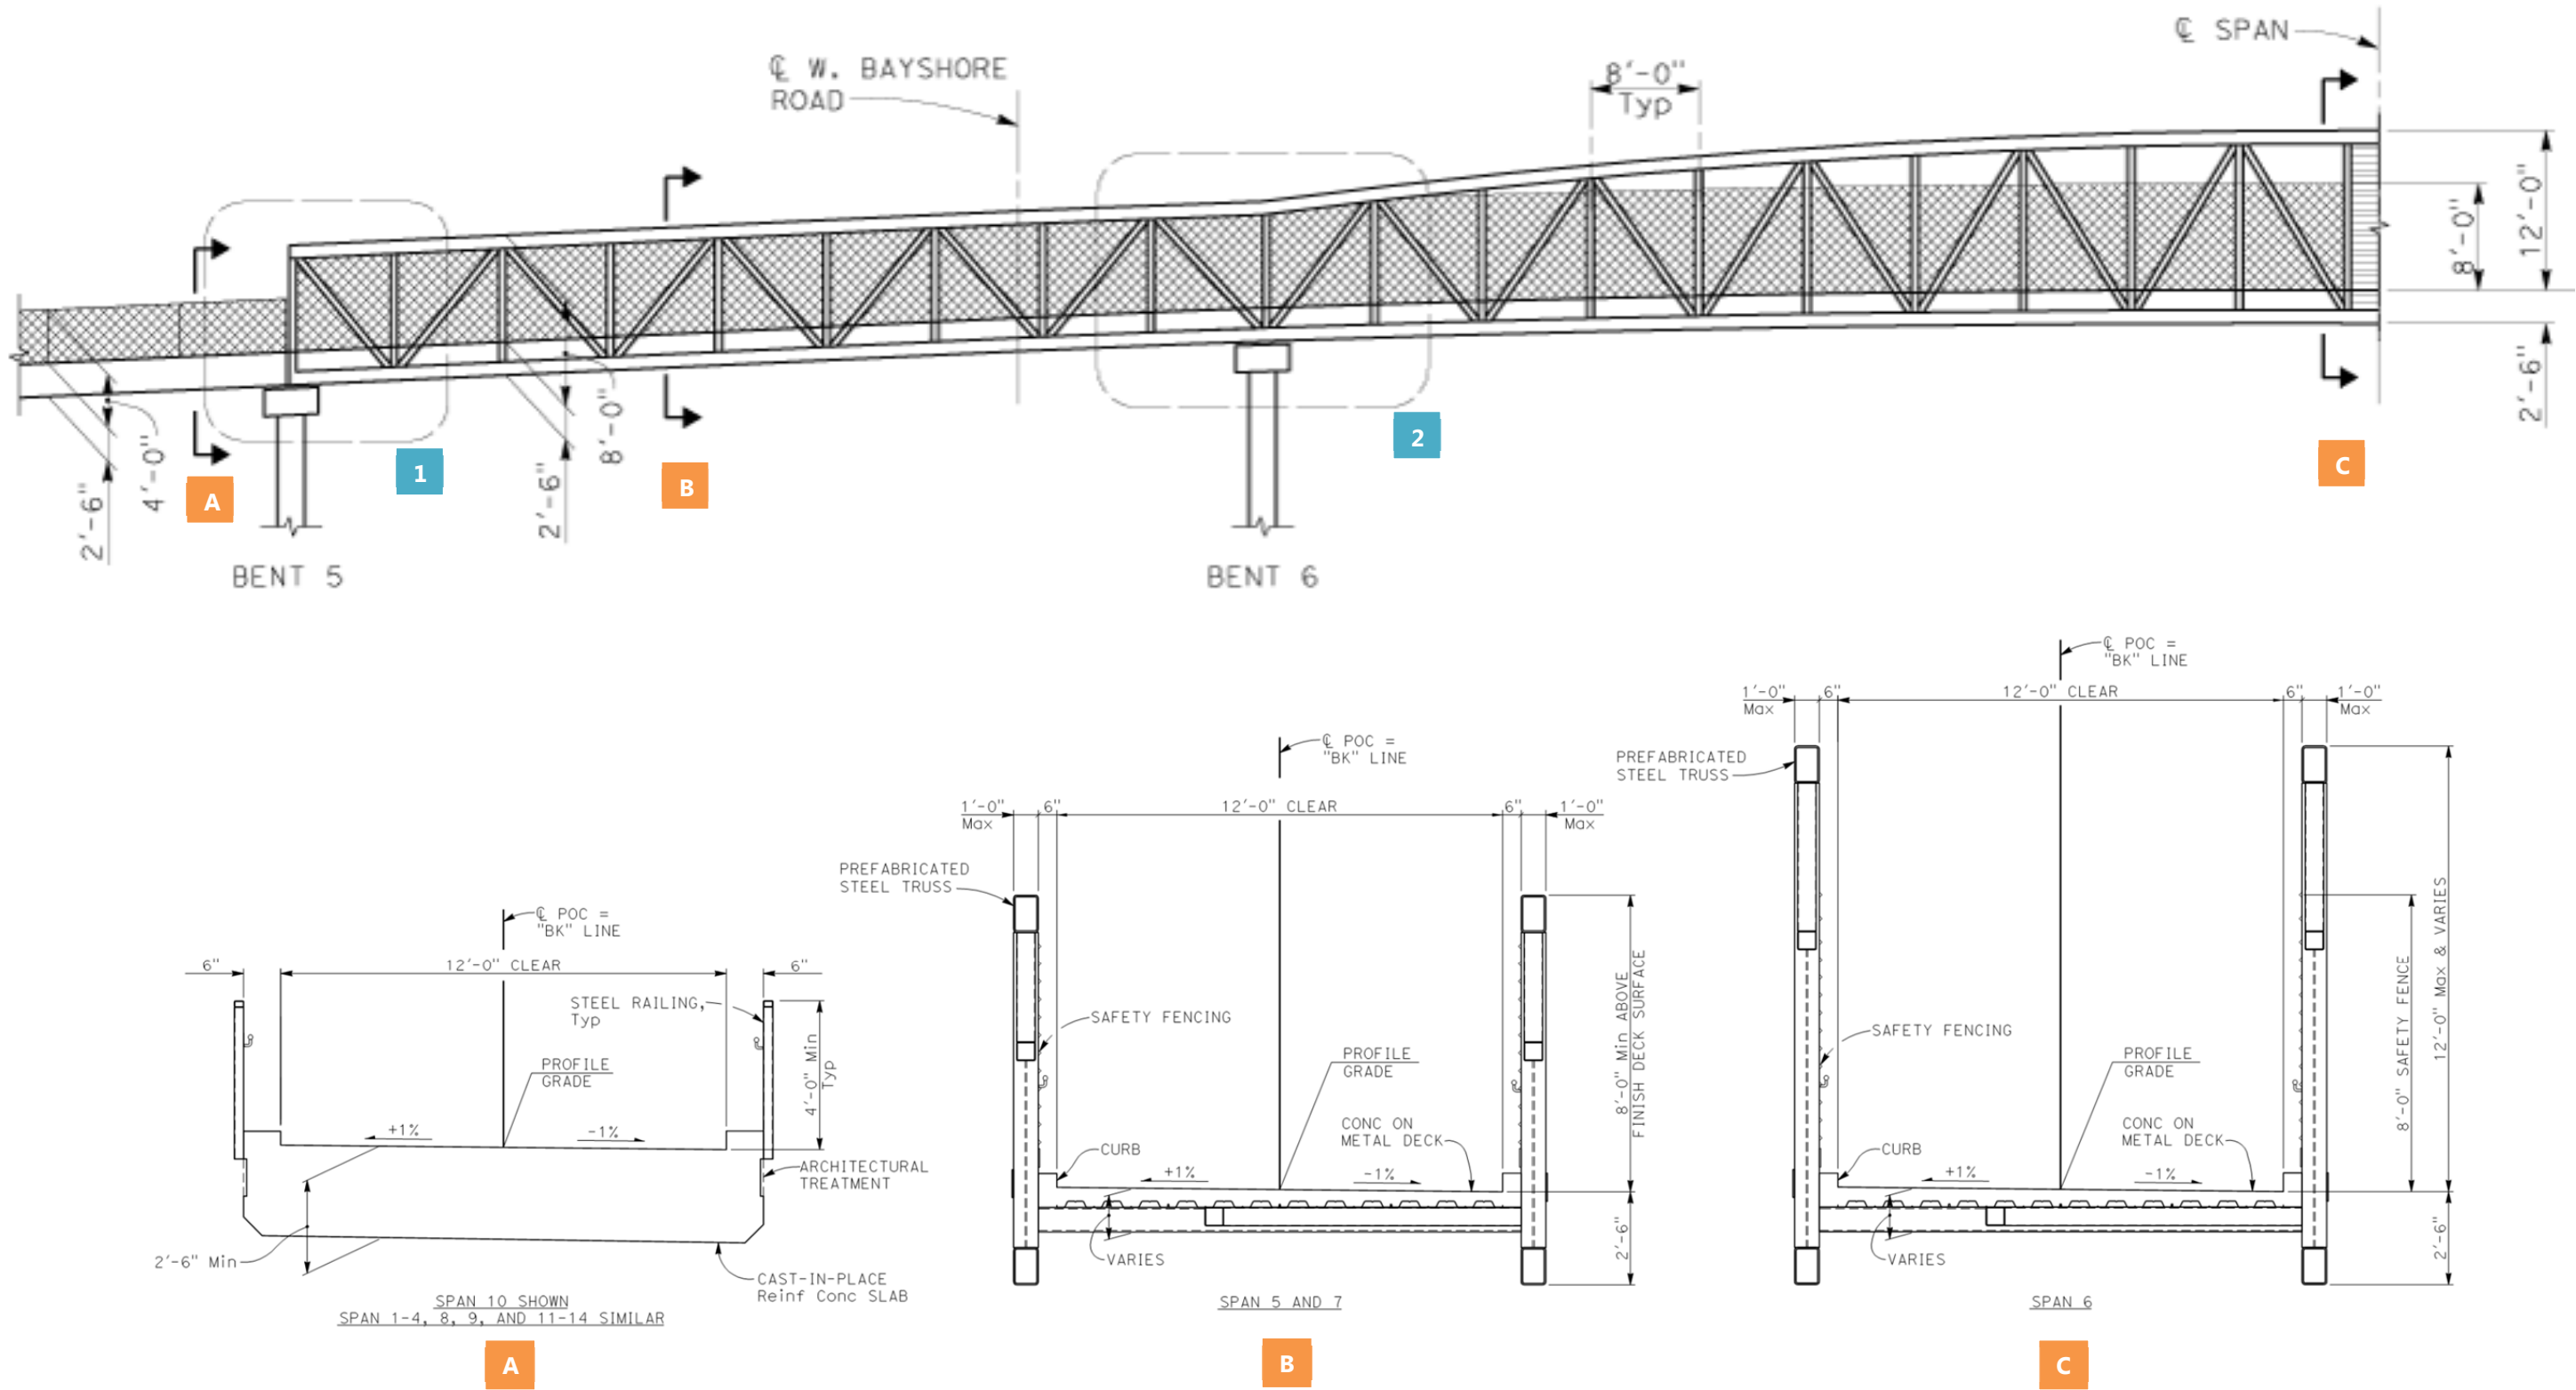 ℄ SPAN
℄ W. BAYSHORE
ROAD
8'-0"
Typ
12'-0"
8'-0"
2'-6"
2'-6"
4'-0"
2'-6"
8'-0"
A
1
B
2
C
BENT 5
BENT 6
℄ POC =
"BK" LINE
6"
12'-0" CLEAR
6"
STEEL RAILING,
Typ
4'-0" Min
Typ
PROFILE
GRADE
+1%
-1%
ARCHITECTURAL
TREATMENT
2'-6" Min
CAST-IN-PLACE
Reinf Conc SLAB
SPAN 10 SHOWN
SPAN 1-4, 8, 9, AND 11-14 SIMILAR
A
℄ POC =
"BK" LINE
1'-0"
Max
6"
12'-0" CLEAR
6"
1'-0"
Max
PREFABRICATED
STEEL TRUSS
SAFETY FENCING
PROFILE
GRADE
8'-0" Min ABOVE
FINISH DECK SURFACE
CONC ON
METAL DECK
CURB
+1%
-1%
VARIES
2'-6"
SPAN 5 AND 7
B
℄ POC =
"BK" LINE
1'-0"
Max
6"
12'-0" CLEAR
6"
1'-0"
Max
PREFABRICATED
STEEL TRUSS
SAFETY FENCING
PROFILE
GRADE
8'-0" SAFETY FENCE
12'-0" Max & VARIES
CONC ON
METAL DECK
CURB
+1%
-1%
VARIES
2'-6"
SPAN 6
C